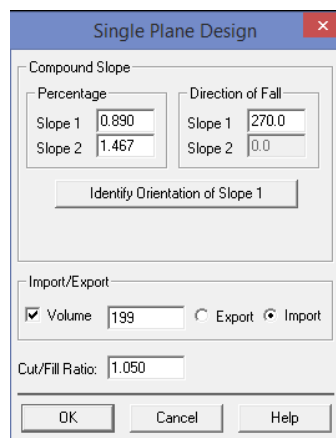 Single Plane Design
Compound Slope
Percentage
Slope 1 0.890
Slope 2 1.467
Direction of Fall
Slope 1 270.0
Slope 2 0.0
Identify Orientation of Slope 1
Import/Export
Volume 199 Export Import
Cut/Fill Ratio: 1.050
OK Cancel Help